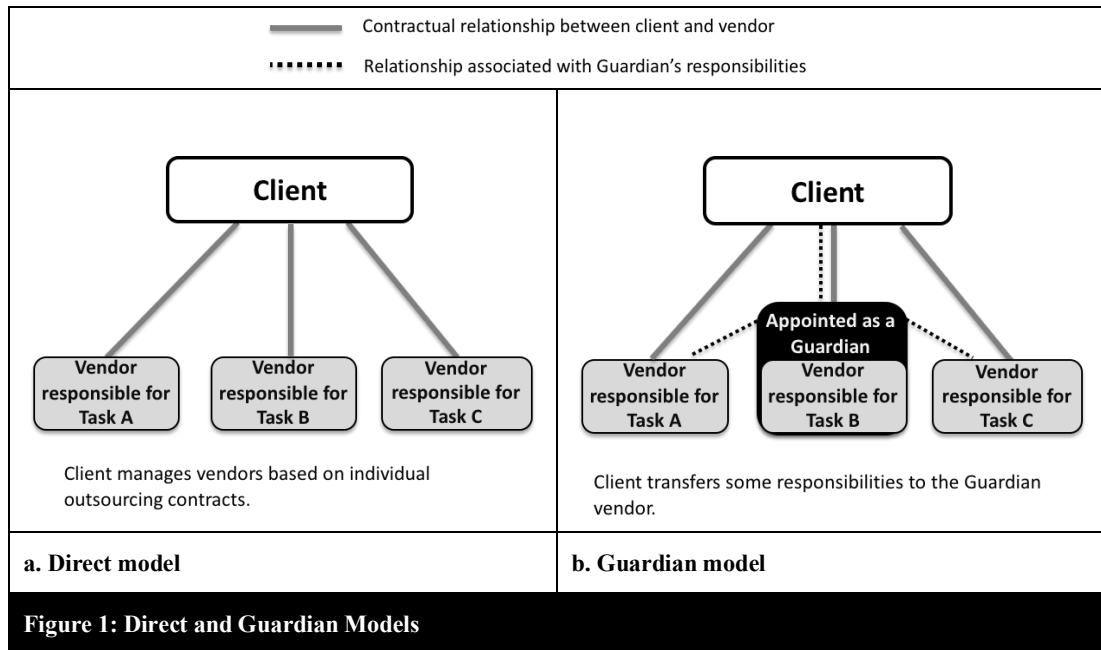 Contractual relationship between client and vendor
Relationship associated with Guardian's responsibilities
Client
Vendor
responsible for
Task A
Vendor
responsible for
Task B
Vendor
responsible for
Task C
Client manages vendors based on individual
outsourcing contracts.
Client
Appointed as a
Guardian
Vendor
responsible for
Task A
Vendor
responsible for
Task B
Vendor
responsible for
Task C
Client transfers some responsibilities to the Guardian
vendor.
a. Direct model
b. Guardian model
Figure 1: Direct and Guardian Models